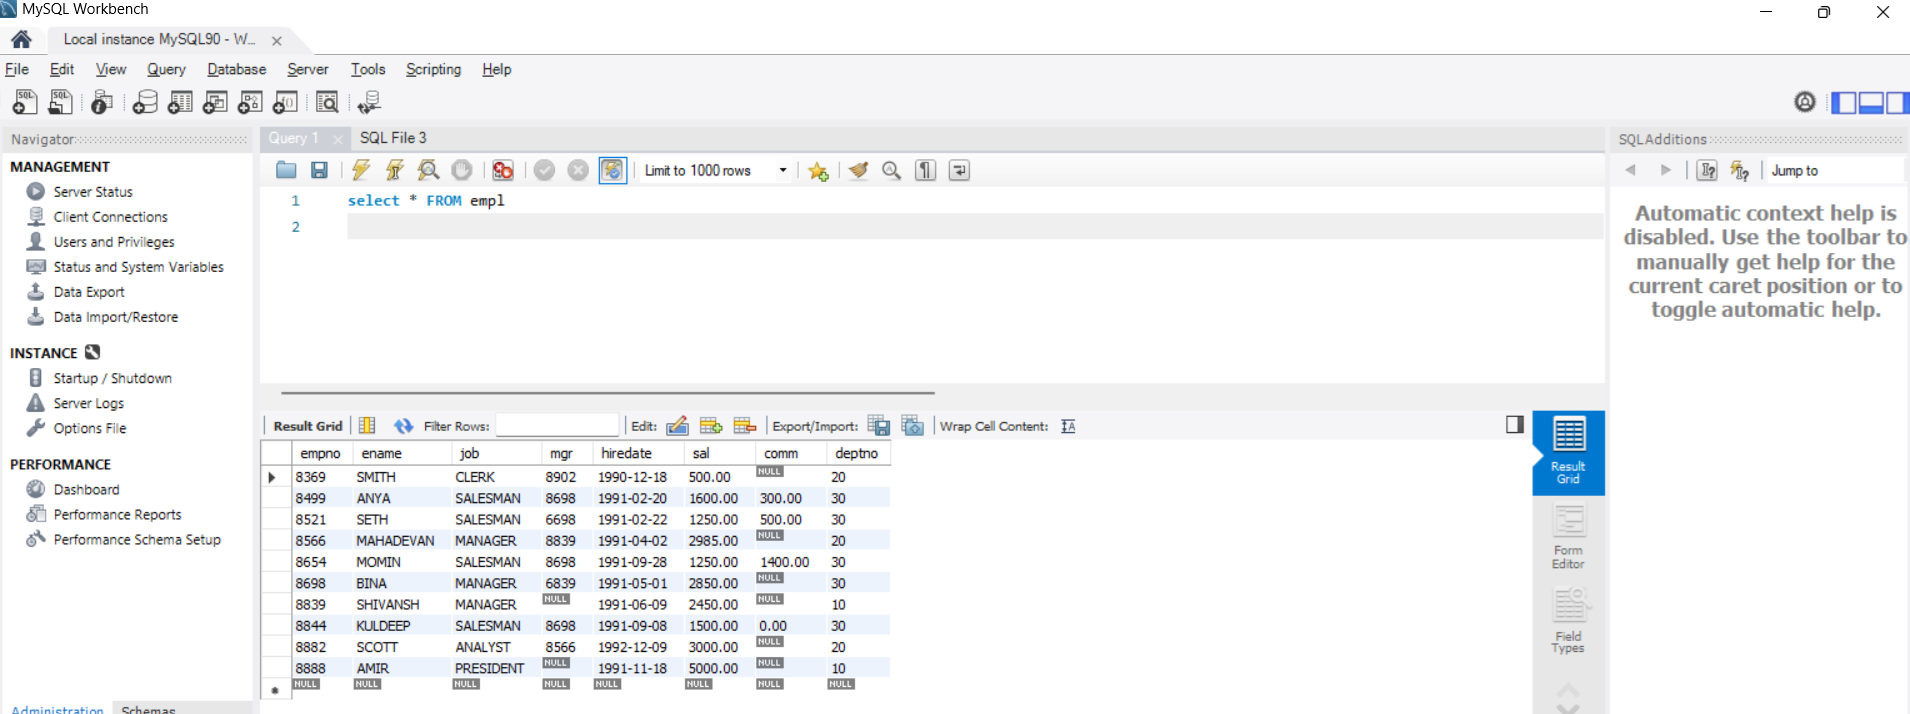 MySQL Workbench
Local instance MySQL90 - W...
File Edit View Query Database Server Tools Scripting Help
Navigator
MANAGEMENT
Server Status
Client Connections
Users and Privileges
Status and System Variables
Data Export
Data Import/Restore
INSTANCE
Startup / Shutdown
Server Logs
Options File
PERFORMANCE
Dashboard
Performance Reports
Performance Schema Setup
Administration Schemas
Query 1 SQL File 3
Limit to 1000 rows
1 select * FROM empl
2
Result Grid Filter Rows: Edit: Export/Import: Wrap Cell Content:
empno ename job mgr hiredate sal comm deptno
8369 SMITH CLERK 8902 1990-12-18 500.00 NULL 20
8499 ANYA SALESMAN 8698 1991-02-20 1600.00 300.00 30
8521 SETH SALESMAN 6698 1991-02-22 1250.00 500.00 30
8566 MAHADEVAN MANAGER 8839 1991-04-02 2985.00 NULL 20
8654 MOMIN SALESMAN 8698 1991-09-28 1250.00 1400.00 30
8698 BINA MANAGER 6839 1991-05-01 2850.00 NULL 30
8839 SHIVANSH MANAGER NULL 1991-06-09 2450.00 NULL 10
8844 KULDEEP SALESMAN 8698 1991-09-08 1500.00 0.00 30
8882 SCOTT ANALYST 8566 1992-12-09 3000.00 NULL 20
8888 AMIR PRESIDENT NULL 1991-11-18 5000.00 NULL 10
NULL NULL NULL NULL NULL NULL NULL NULL
Result
Grid
Form
Editor
Field
Types
SQLAdditions
Jump to
Automatic context help is
disabled. Use the toolbar to
manually get help for the
current caret position or to
toggle automatic help.